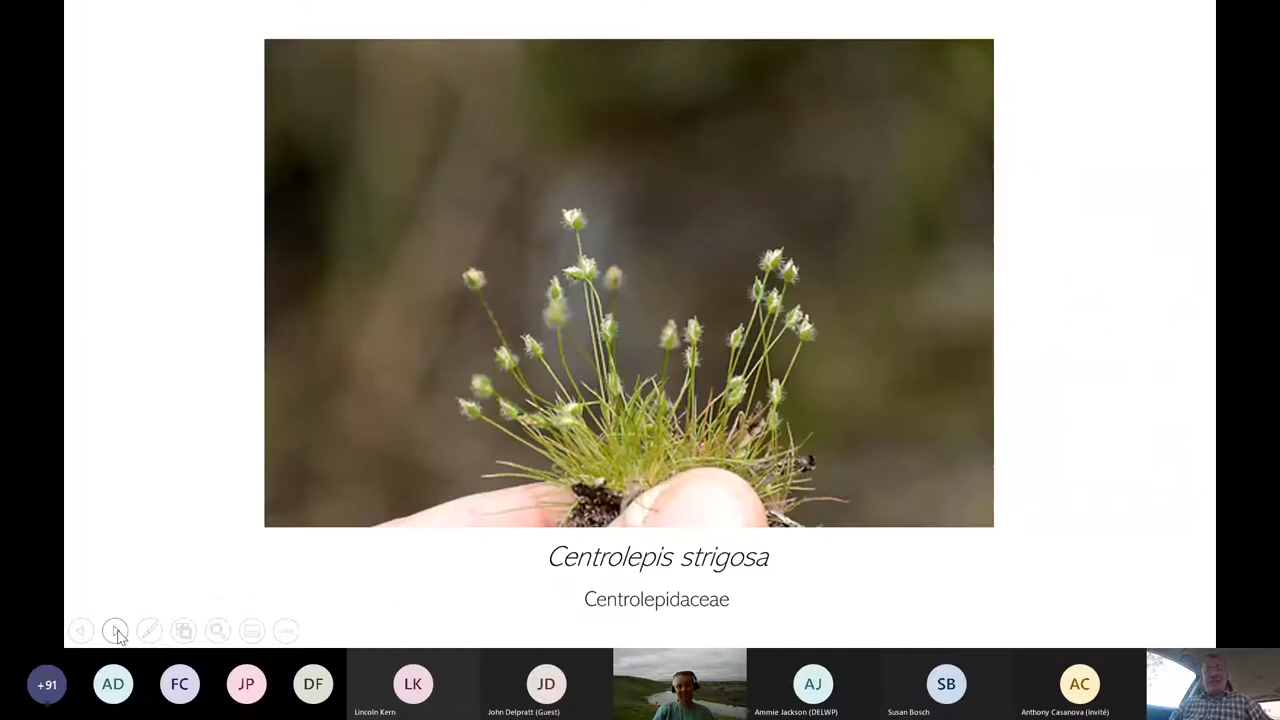 Centrolepis strigosa
Centrolepidaceae
+91
AD
FC
JP
DF
LK
JD
AJ
SB
AC
Lincoln Kern
John Delpratt (Guest)
Ammie Jackson (DELWP)
Susan Bosch
Anthony Casanova (Invité)